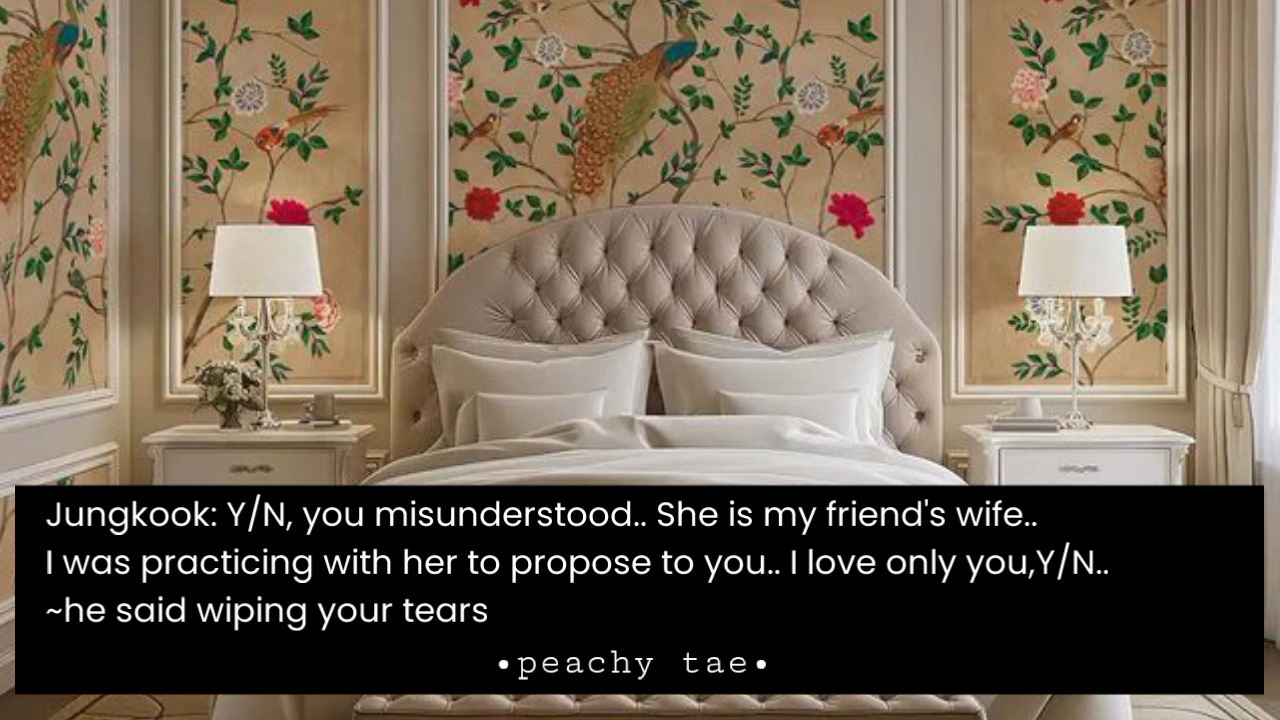 Jungkook: Y/N, you misunderstood.. She is my friend's wife..
I was practicing with her to propose to you.. I love only you,Y/N..
~he said wiping your tears
•peachy tae•